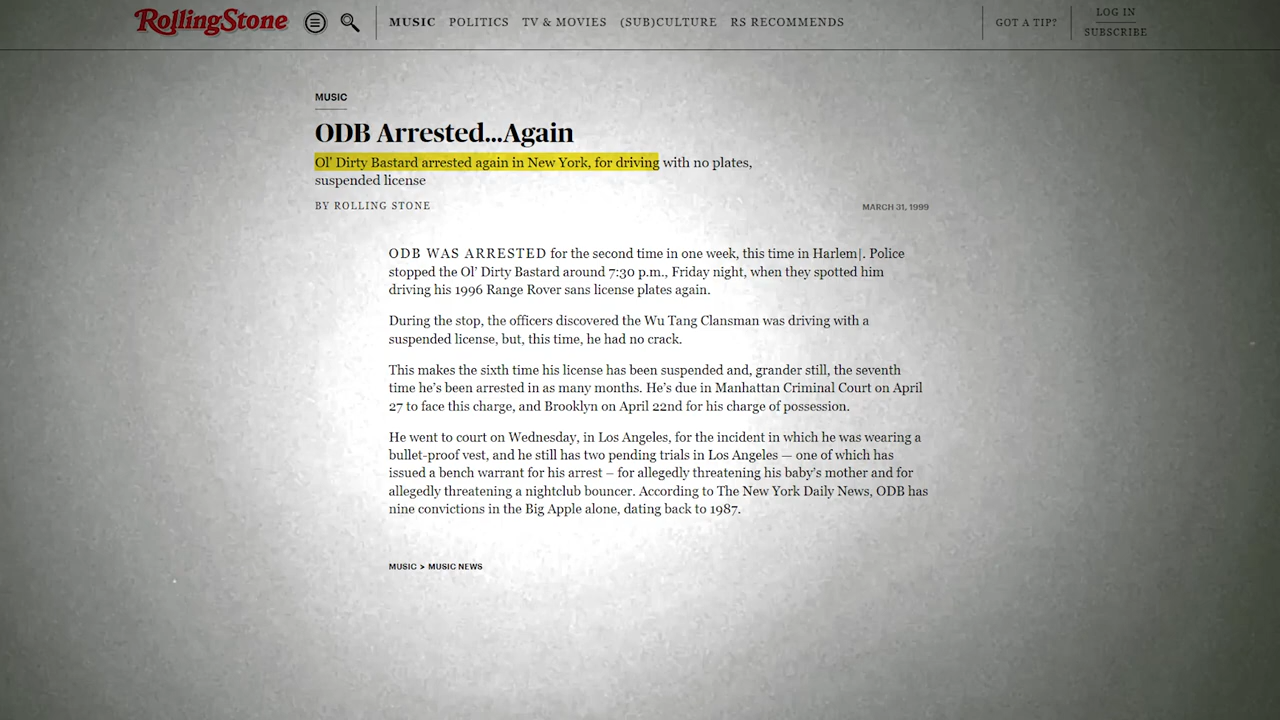 RollingStone
MUSIC POLITICS TV & MOVIES (SUB)CULTURE RS RECOMMENDS
GOT A TIP?
LOG IN
SUBSCRIBE
MUSIC
ODB Arrested...Again
Ol' Dirty Bastard arrested again in New York, for driving with no plates,
suspended license
BY ROLLING STONE
MARCH 31, 1999
ODB WAS ARRESTED for the second time in one week, this time in Harlem|. Police
stopped the Ol’ Dirty Bastard around 7:30 p.m., Friday night, when they spotted him
driving his 1996 Range Rover sans license plates again.
During the stop, the officers discovered the Wu Tang Clansman was driving with a
suspended license, but, this time, he had no crack.
This makes the sixth time his license has been suspended and, grander still, the seventh
time he’s been arrested in as many months. He’s due in Manhattan Criminal Court on April
27 to face this charge, and Brooklyn on April 22nd for his charge of possession.
He went to court on Wednesday, in Los Angeles, for the incident in which he was wearing a
bullet-proof vest, and he still has two pending trials in Los Angeles — one of which has
issued a bench warrant for his arrest – for allegedly threatening his baby’s mother and for
allegedly threatening a nightclub bouncer. According to The New York Daily News, ODB has
nine convictions in the Big Apple alone, dating back to 1987.
MUSIC > MUSIC NEWS